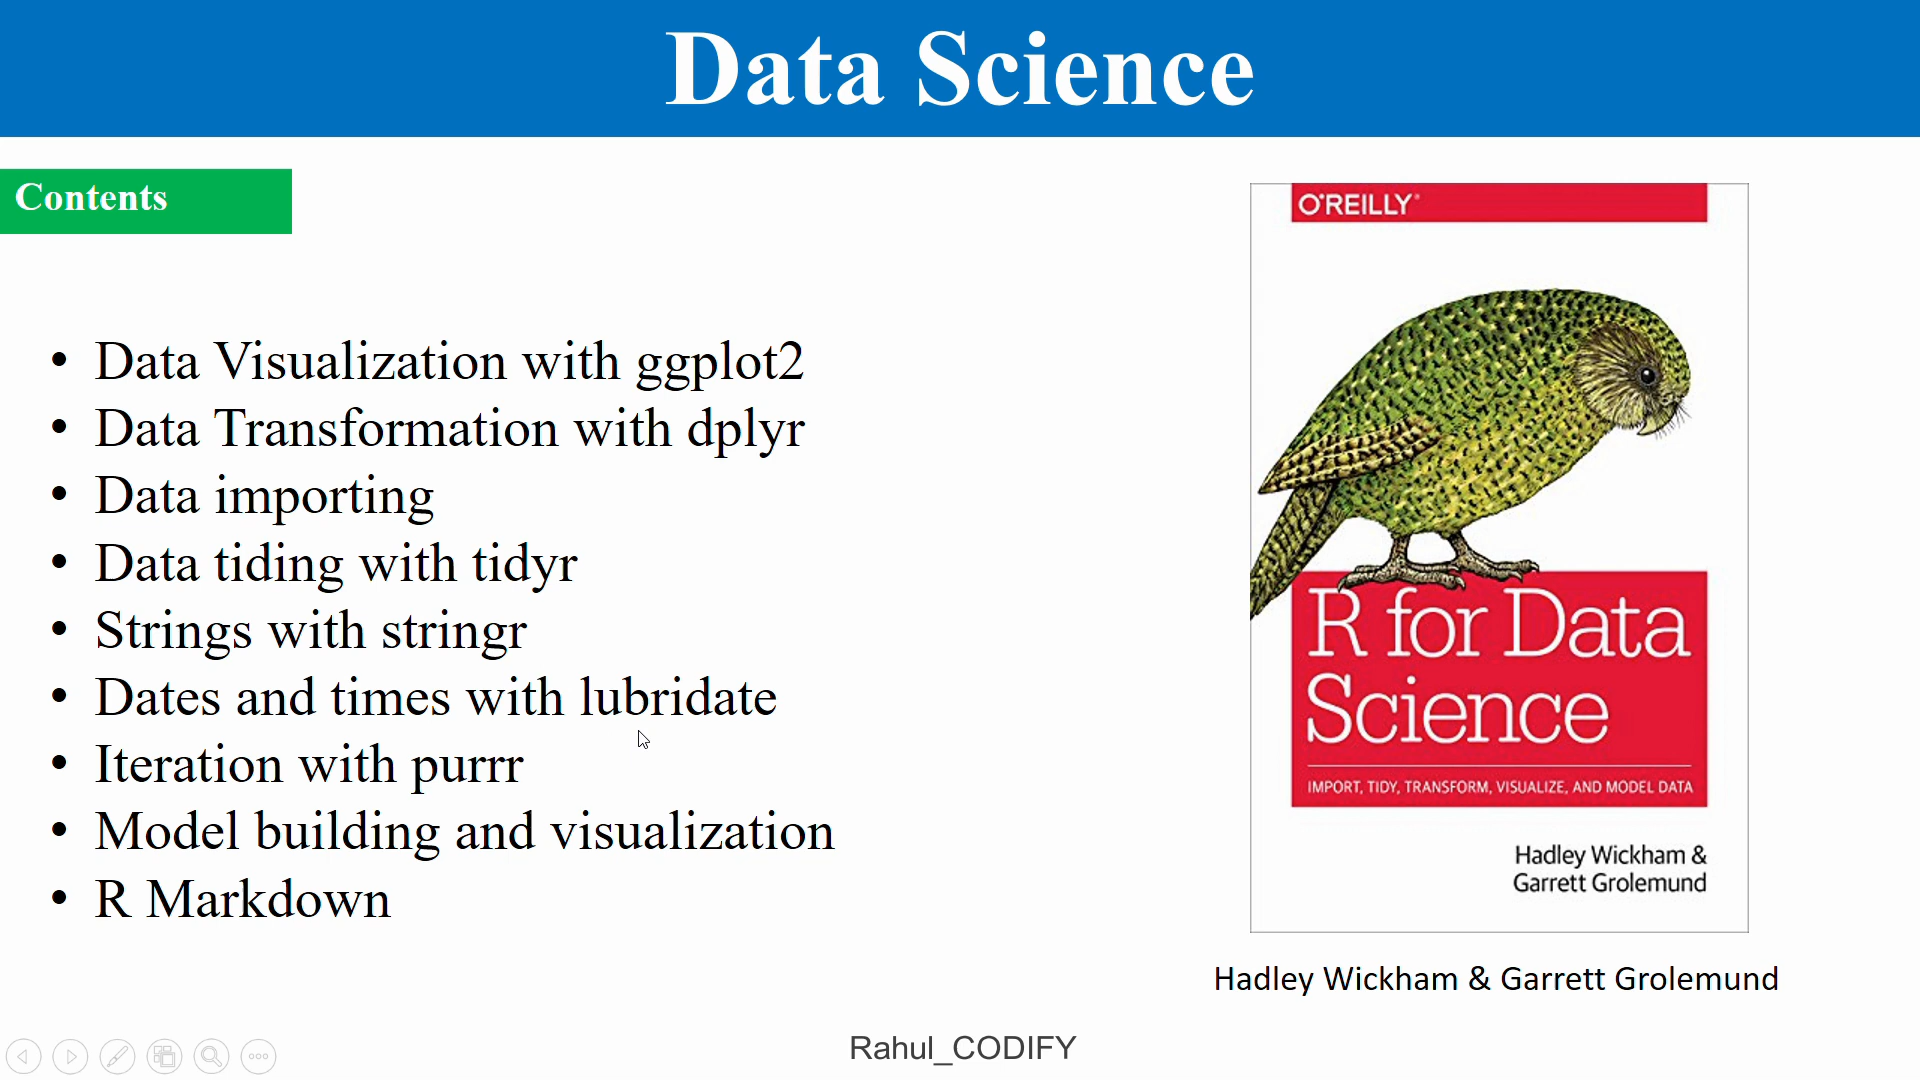 Data Science
Contents
• Data Visualization with ggplot2
• Data Transformation with dplyr
• Data importing
• Data tiding with tidyr
• Strings with stringr
• Dates and times with lubridate
• Iteration with purrr
• Model building and visualization
• R Markdown
O'REILLY®
R for Data
Science
IMPORT, TIDY, TRANSFORM, VISUALIZE, AND MODEL DATA
Hadley Wickham &
Garrett Grolemund
Hadley Wickham & Garrett Grolemund
Rahul_CODIFY